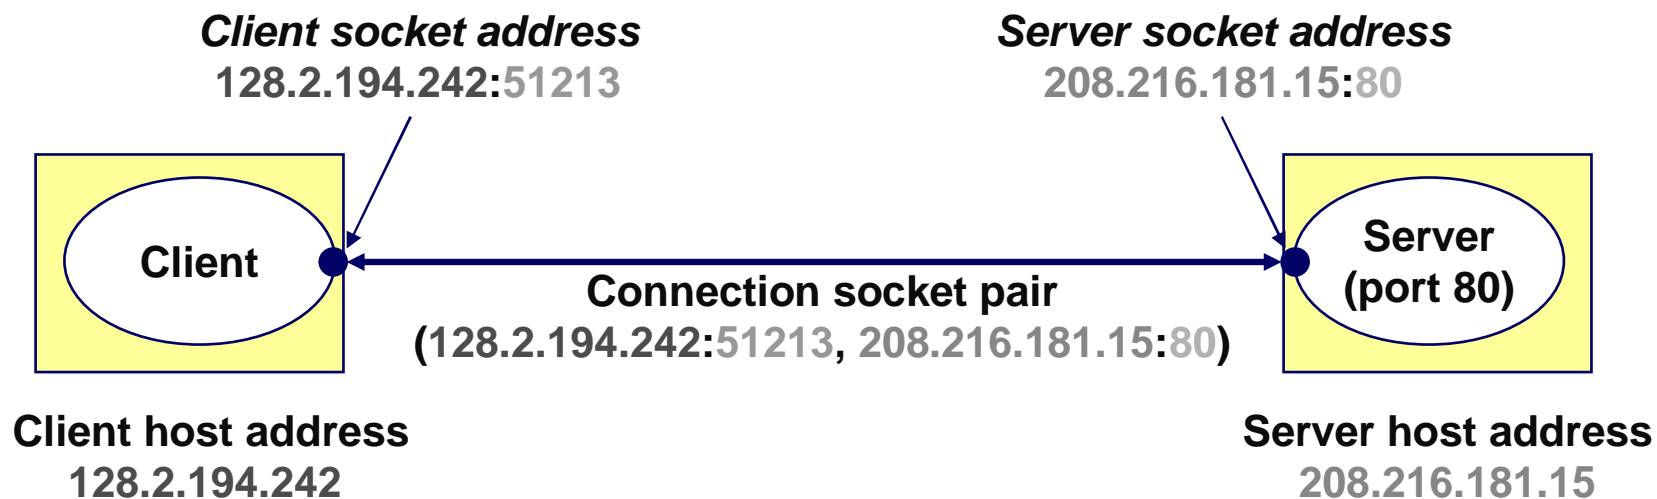 Client socket address
128.2.194.242:51213
Server socket address
208.216.181.15:80
Client
Server
(port 80)
Connection socket pair
(128.2.194.242:51213, 208.216.181.15:80)
Client host address
128.2.194.242
Server host address
208.216.181.15